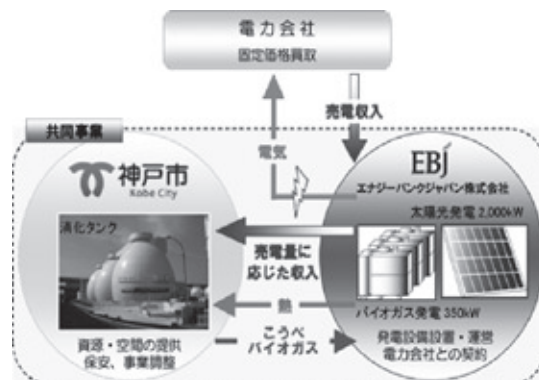 電力会社
固定価格買取
売電収入
共同事業
電気
神戸市
Kobe City
消化タンク
資源・空間の提供
保安、事業調整
EBJ
エナジーバンクジャパン株式会社
太陽光発電 2,000kW
売電量に
応じた収入
熱
こうべ
バイオガス
バイオガス発電 350kW
発電設備設置・運営
電力会社との契約